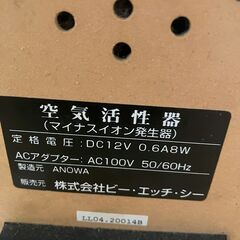 空気活性器
(マイナスイオン発生器)
定格電圧:DC12V 0.6A8W
ACアダプター:AC100V 50/60Hz
製造元 ANOWA
販売元 株式会社ビー・エッチ・シー
LL04.20014B